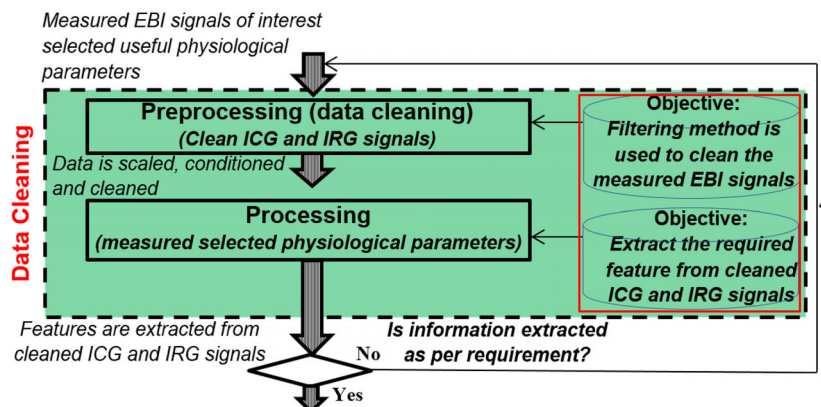 Measured EBI signals of interest
selected useful physiological
parameters
Data Cleaning
Preprocessing (data cleaning)
(Clean ICG and IRG signals)
Objective:
Filtering method is
used to clean the
measured EBI signals
Data is scaled, conditioned
and cleaned
Processing
(measured selected physiological parameters)
Objective:
Extract the required
feature from cleaned
ICG and IRG signals
Features are extracted from
cleaned ICG and IRG signals
Is information extracted
as per requirement?
No
Yes